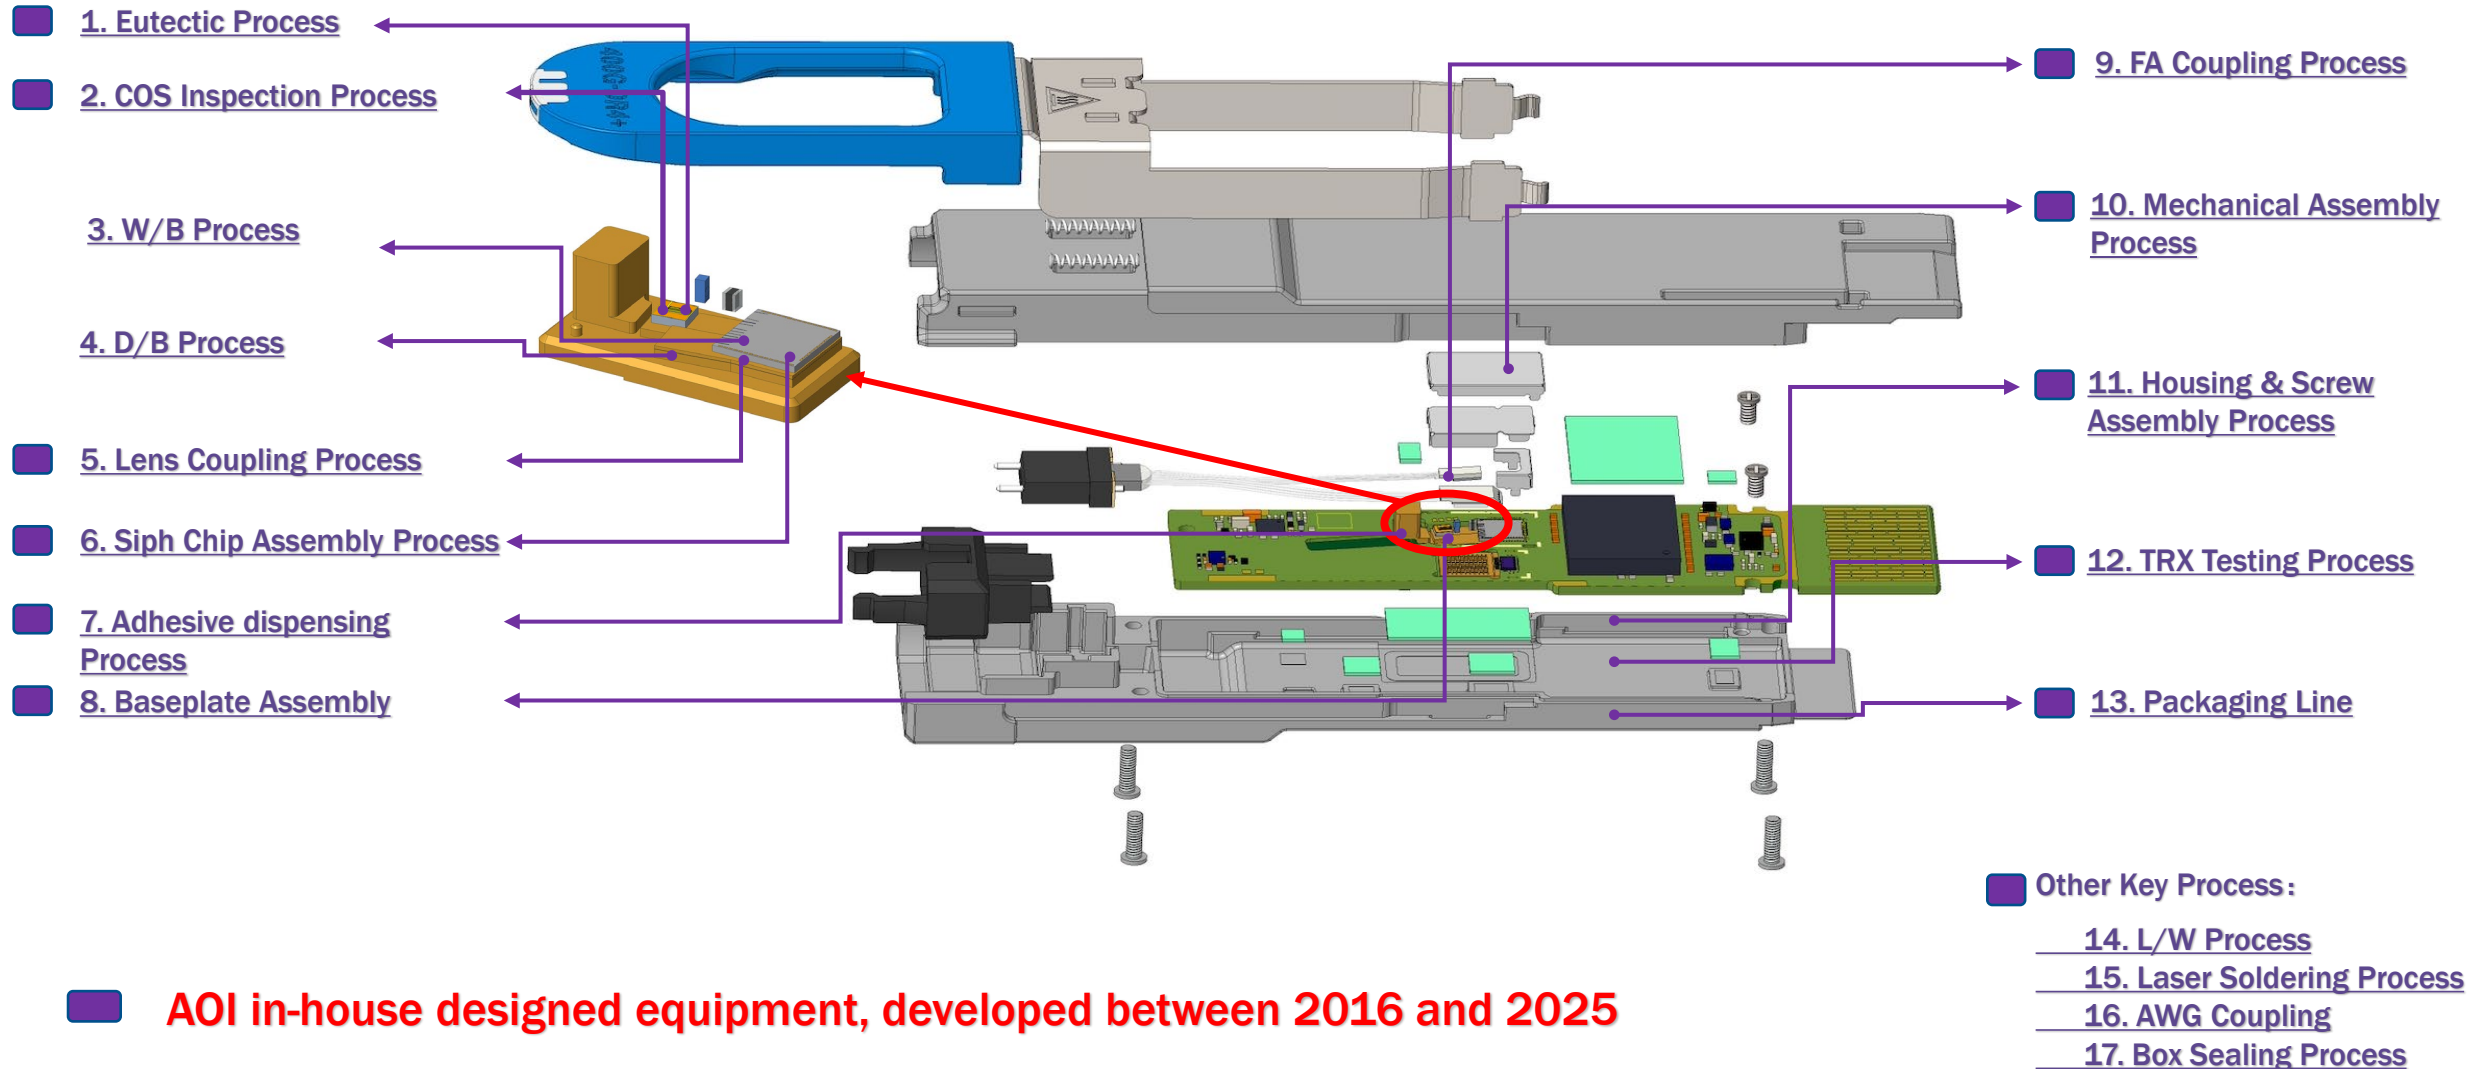 1. Eutectic Process
2. COS Inspection Process
3. W/B Process
4. D/B Process
5. Lens Coupling Process
6. Siph Chip Assembly Process
7. Adhesive dispensing
Process
8. Baseplate Assembly
400G-DR4+
9. FA Coupling Process
10. Mechanical Assembly
Process
11. Housing & Screw
Assembly Process
12. TRX Testing Process
13. Packaging Line
Other Key Process:
14. L/W Process
15. Laser Soldering Process
16. AWG Coupling
17. Box Sealing Process
AOI in-house designed equipment, developed between 2016 and 2025